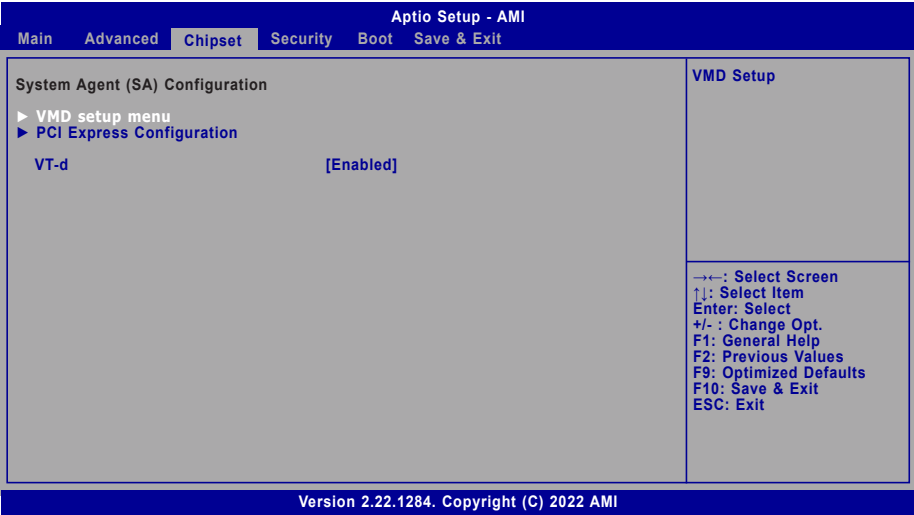 Aptio Setup - AMI
Main Advanced Chipset Security Boot Save & Exit
System Agent (SA) Configuration
► VMD setup menu
► PCI Express Configuration
VT-d [Enabled]
VMD Setup
→←: Select Screen
↑↓: Select Item
Enter: Select
+/- : Change Opt.
F1: General Help
F2: Previous Values
F9: Optimized Defaults
F10: Save & Exit
ESC: Exit
Version 2.22.1284. Copyright (C) 2022 AMI